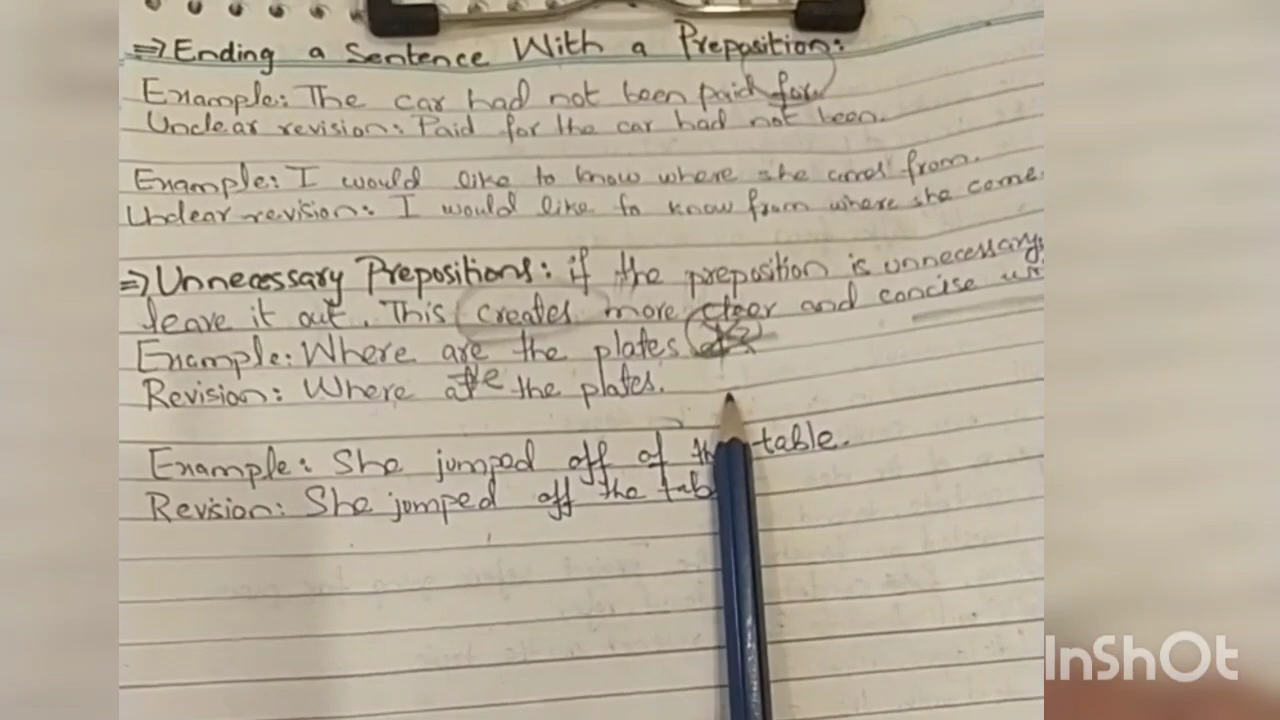 ⇒ Ending a Sentence With a Preposition:
Example: The car had not been paid for.
Unclear revision: Paid for the car had not been.
Example: I would like to know where she comes from.
Unclear revision: I would like to know from where she come.
⇒ Unnecessary Prepositions: if the preposition is unnecessary,
leave it out. This creates more clear and concise
Example: Where are the plates
Revision: Where are the plates.
Example: She jumped off of the table.
Revision: She jumped off the tab
InShOt